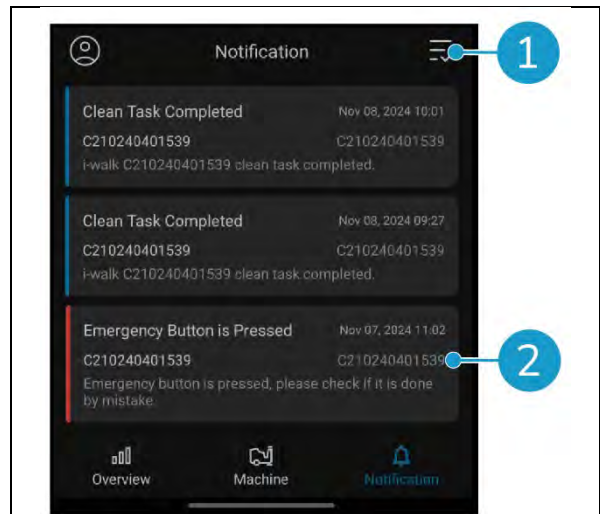 Notification
1
Clean Task Completed Nov 08, 2024 10:01
C210240401539 C210240401539
i-walk C210240401539 clean task completed.
Clean Task Completed Nov 08, 2024 09:27
C210240401539 C210240401539
i-walk C210240401539 clean task completed.
Emergency Button is Pressed Nov 07, 2024 11:02
C210240401539 C210240401539
2
Emergency button is pressed, please check if it is done
by mistake.
Overview Machine Notification